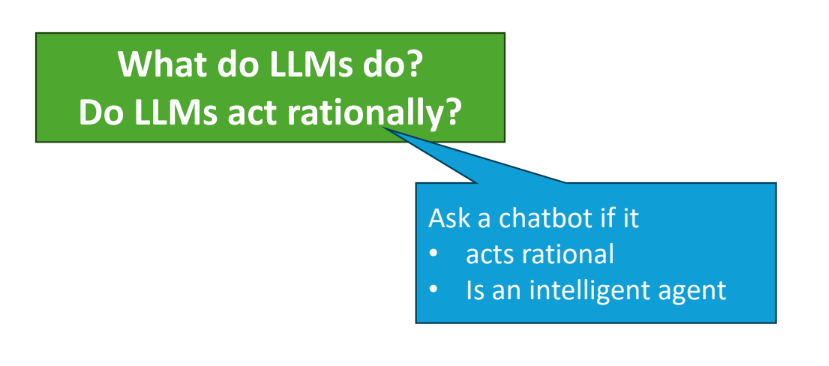 What do LLMs do?
Do LLMs act rationally?
Ask a chatbot if it
• acts rational
• Is an intelligent agent